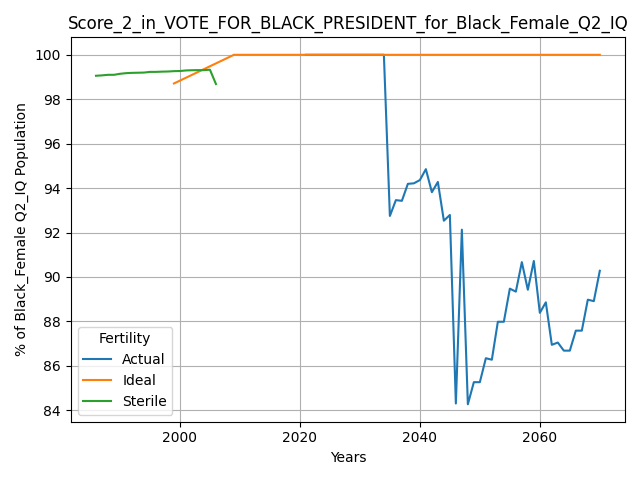 Score_2_in_VOTE_FOR_BLACK_PRESIDENT_for_Black_Female_Q2_IQ
% of Black_Female Q2_IQ Population
100
98
96
94
92
90
88
86
84
Fertility
Actual
Ideal
Sterile
2000 2020 2040 2060
Years